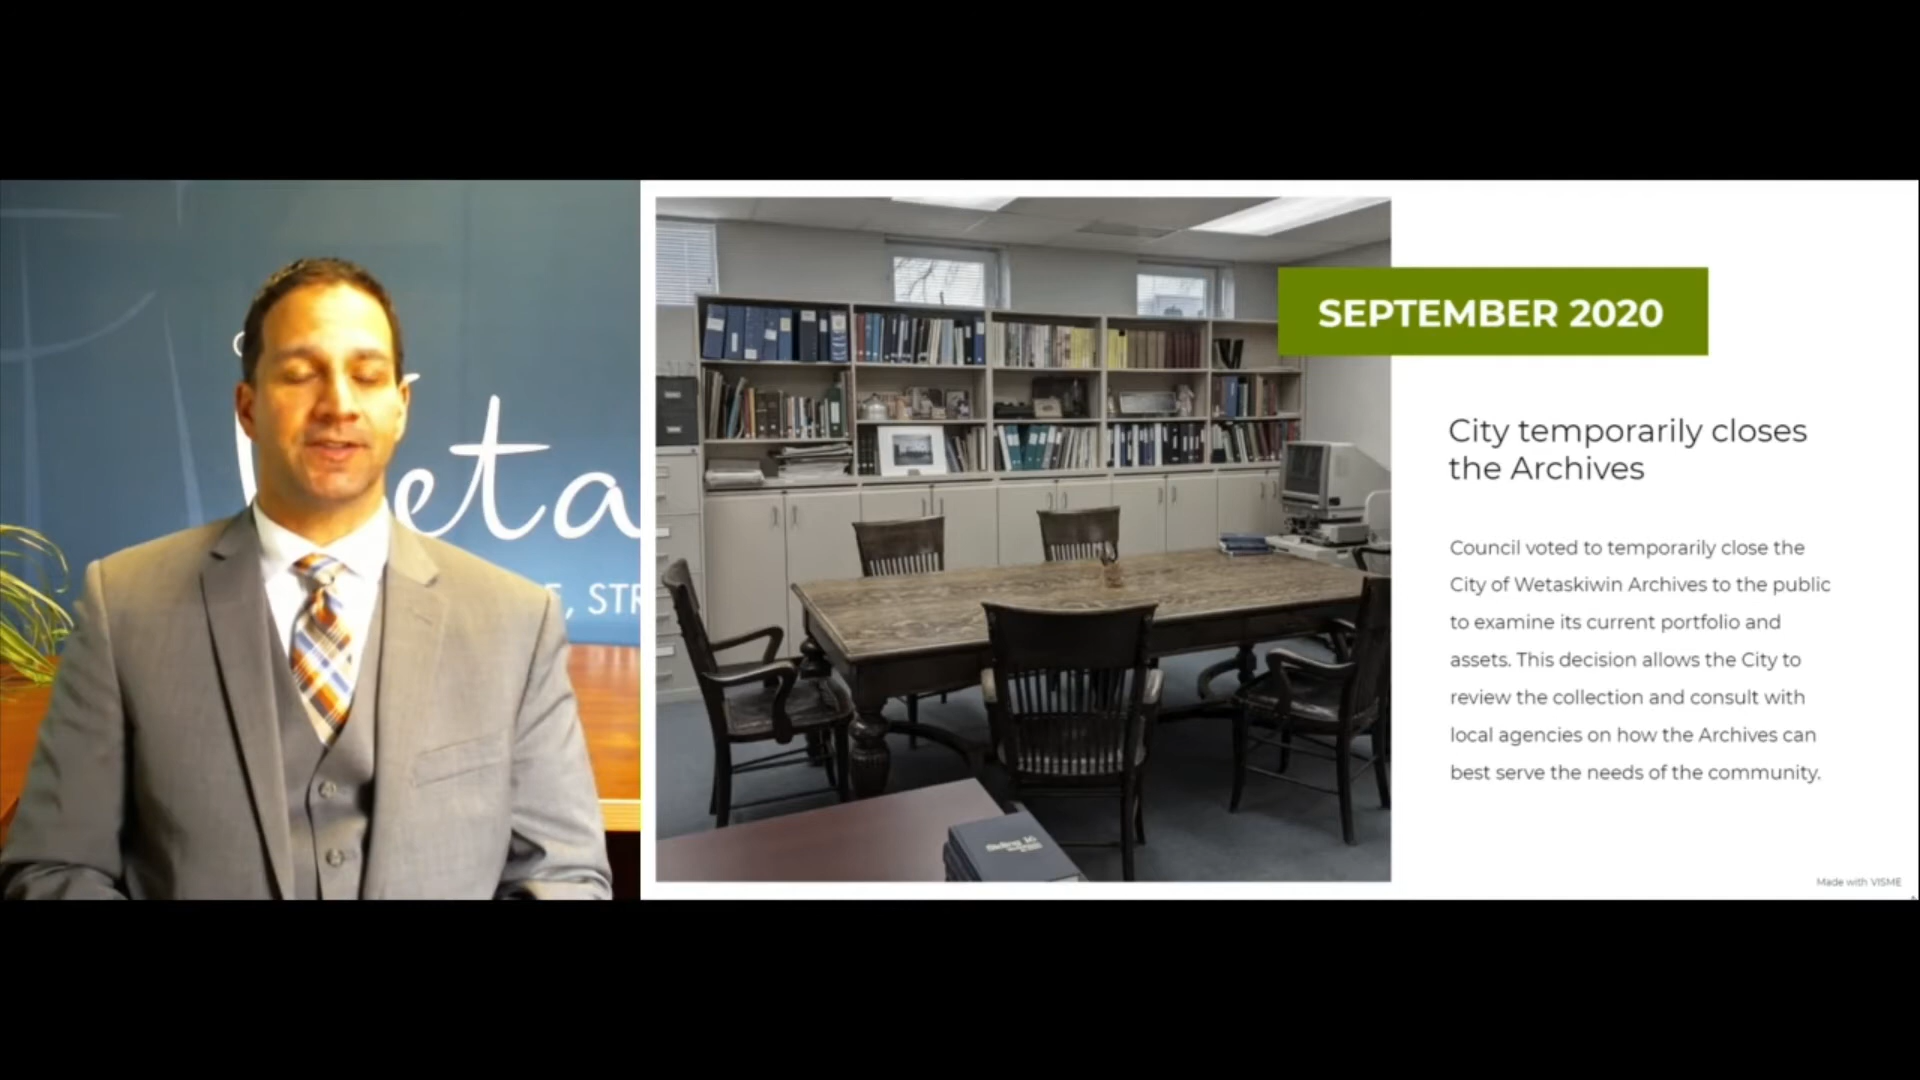 eta
, STR
SEPTEMBER 2020
City temporarily closes
the Archives
Council voted to temporarily close the
City of Wetaskiwin Archives to the public
to examine its current portfolio and
assets. This decision allows the City to
review the collection and consult with
local agencies on how the Archives can
best serve the needs of the community.
Made with VISME